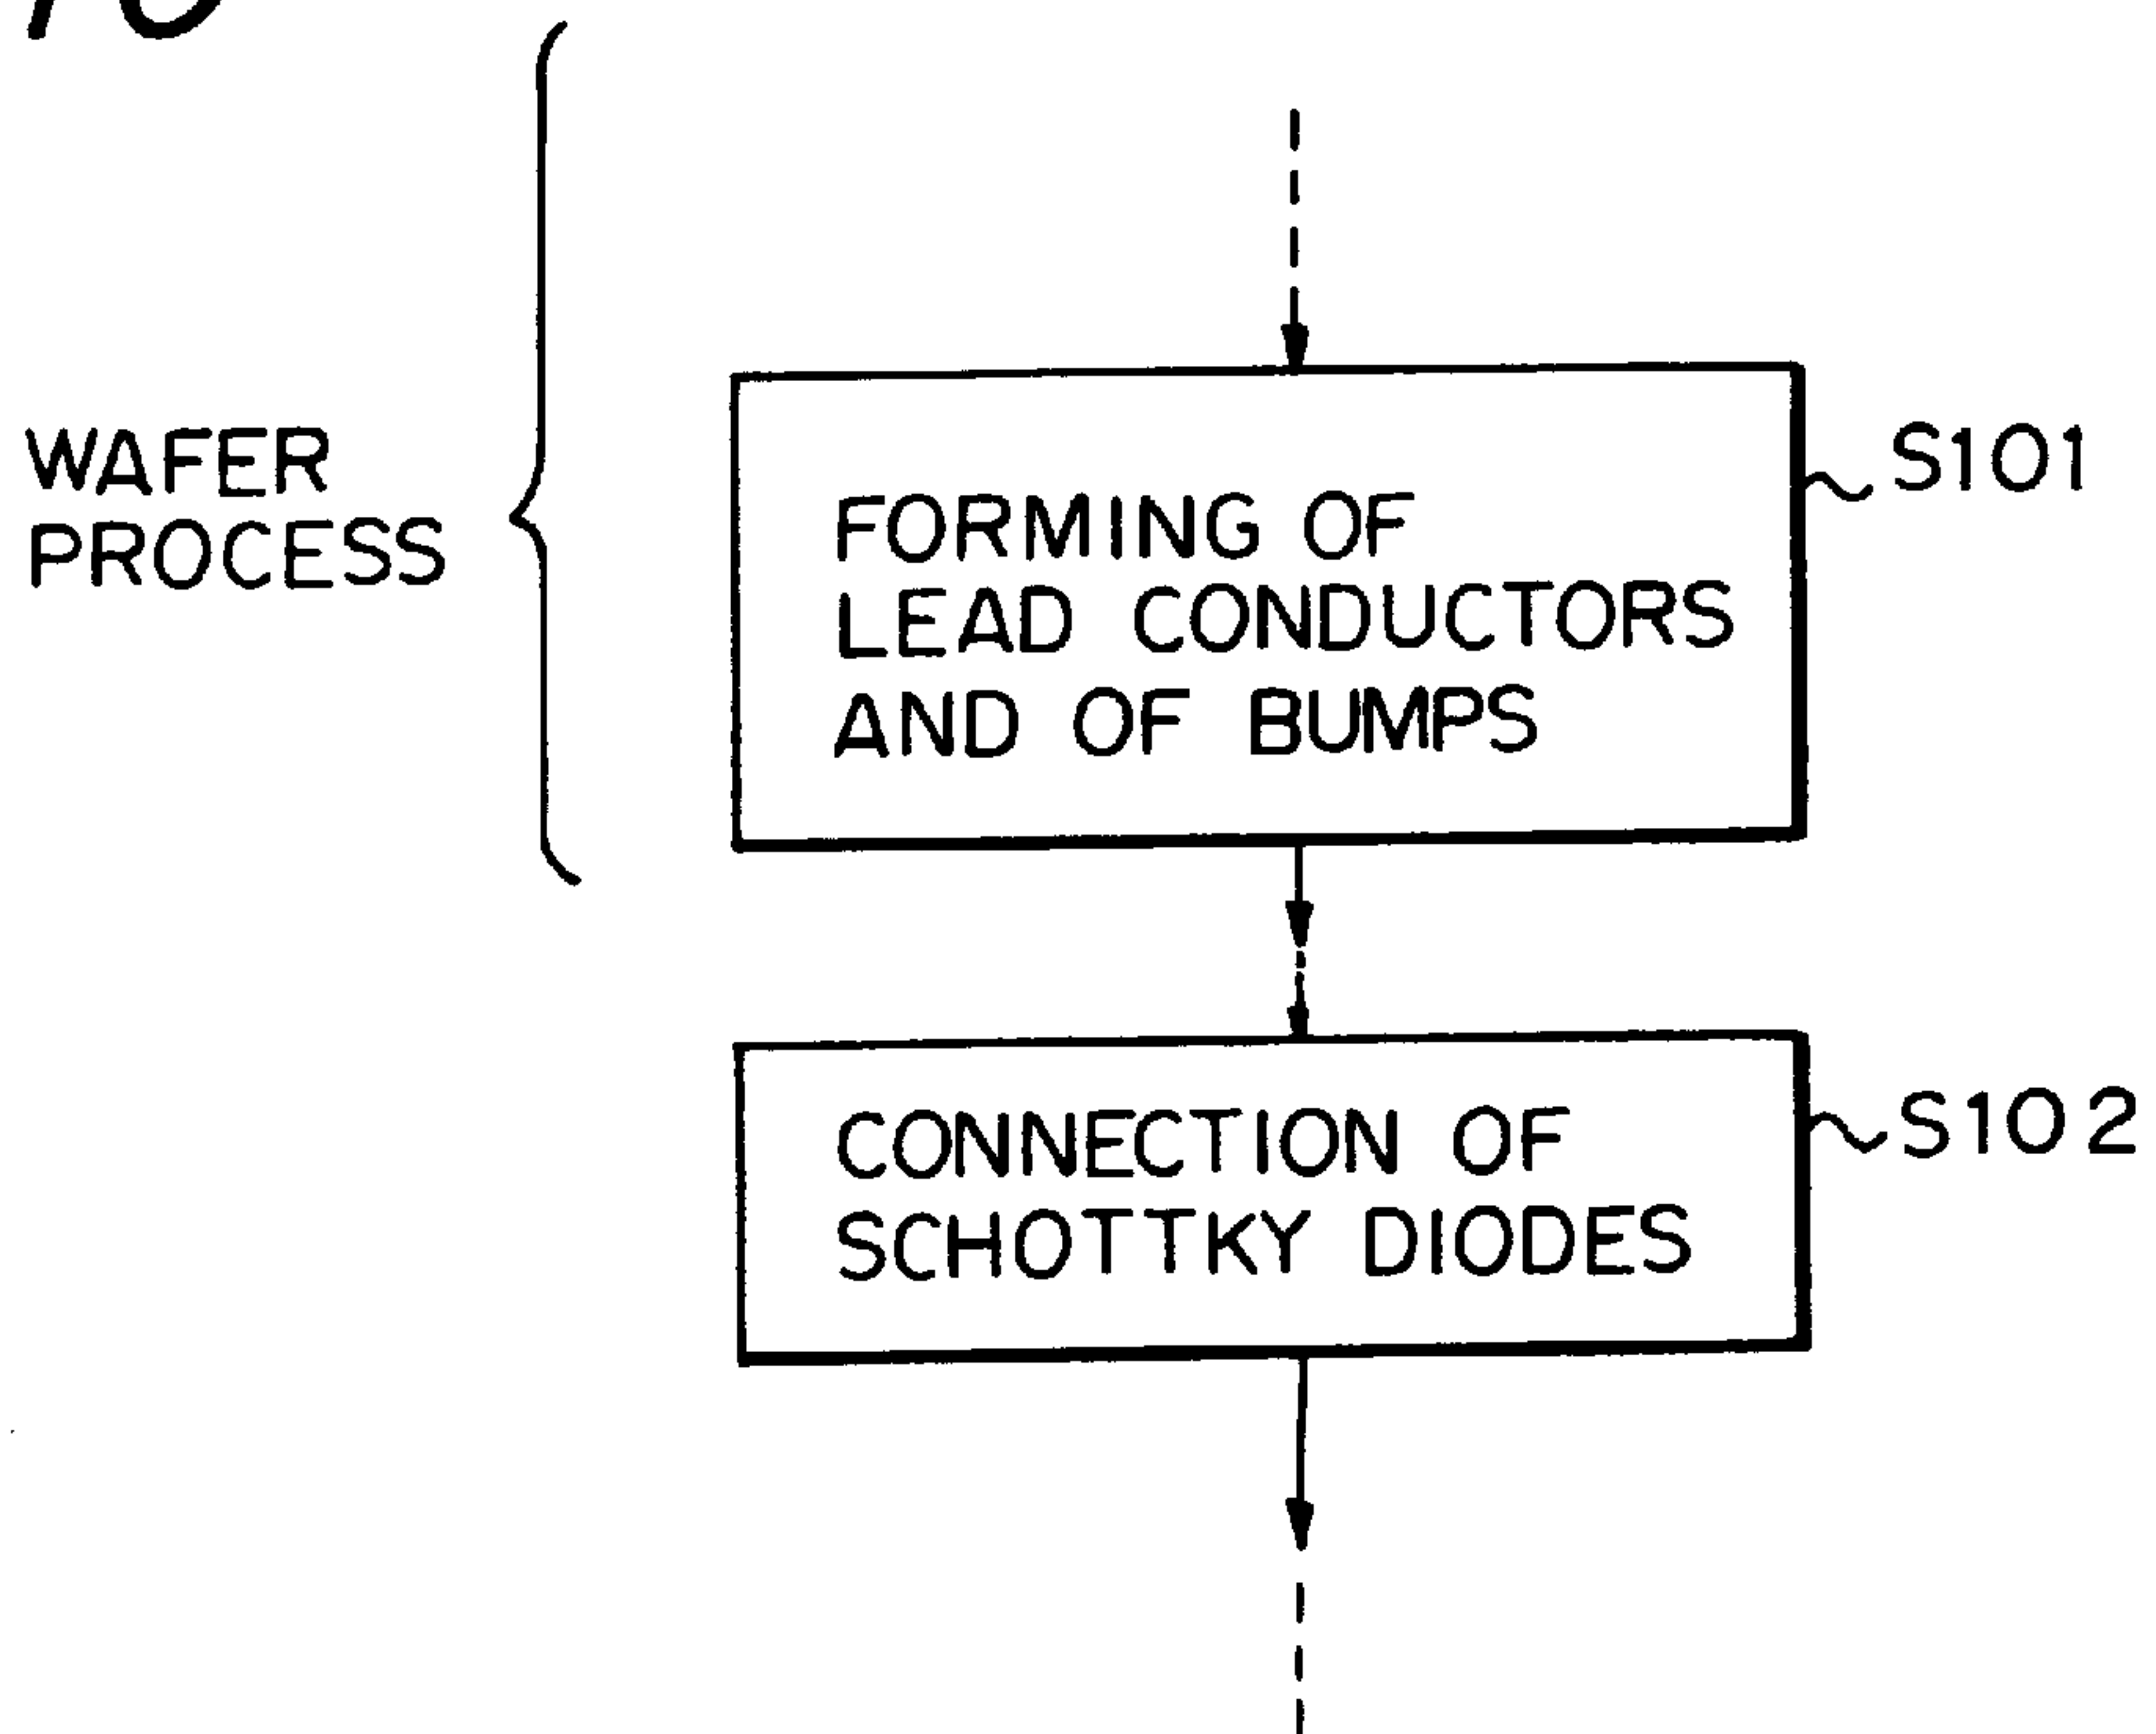 WAFER
PROCESS
FORMING OF
LEAD CONDUCTORS
AND OF BUMPS
S101
CONNECTION OF
SCHOTTKY DIODES
S102